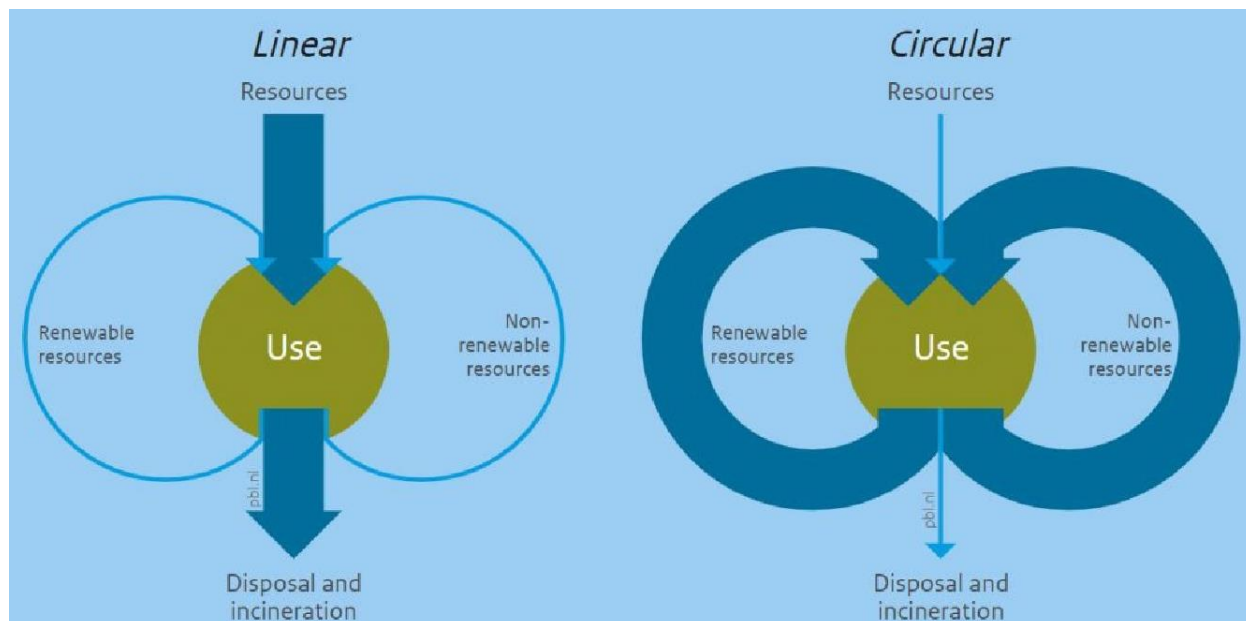 Linear
Resources
Renewable
resources
Use
Non-
renewable
resources
pbl.nl
Disposal and
incineration
Circular
Resources
Renewable
resources
Use
Non-
renewable
resources
pbl.nl
Disposal and
incineration